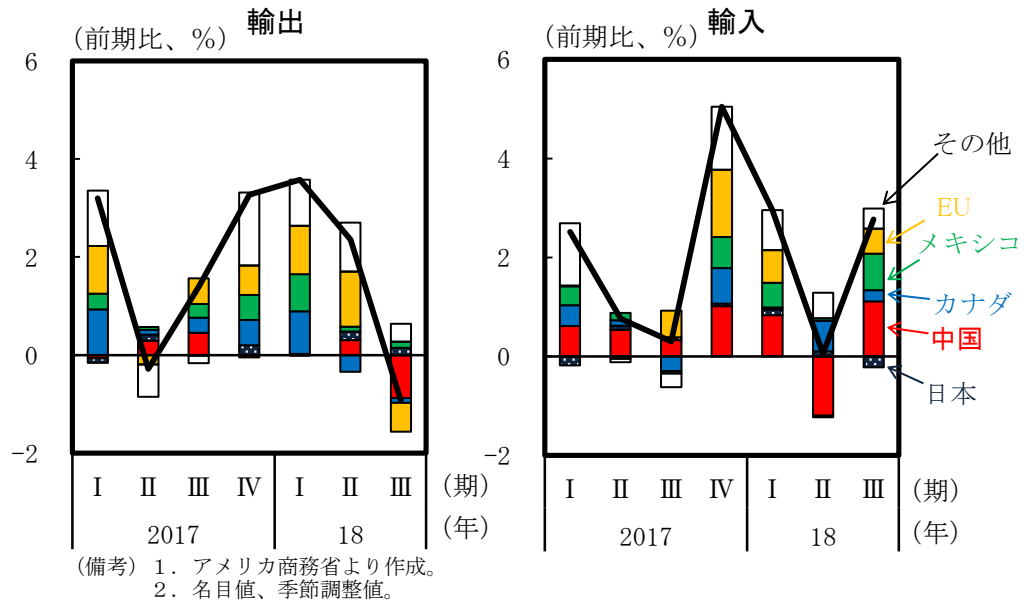 輸出
(前期比、%)
6
4
2
0
-2
Ⅰ Ⅱ Ⅲ Ⅳ Ⅰ Ⅱ Ⅲ (期)
2017 18 (年)
輸入
(前期比、%)
6
4
2
0
-2
その他
EU
メキシコ
カナダ
中国
日本
Ⅰ Ⅱ Ⅲ Ⅳ Ⅰ Ⅱ Ⅲ (期)
2017 18 (年)
(備考)1.アメリカ商務省より作成。
2.名目値、季節調整値。